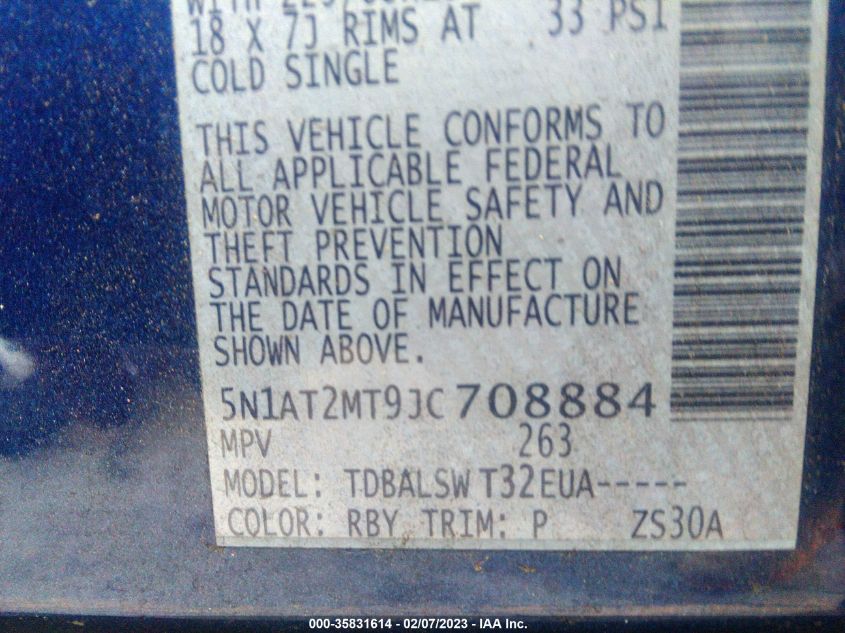 WITH
18 X 7J RIMS AT 33 PSI
COLD SINGLE
THIS VEHICLE CONFORMS TO
ALL APPLICABLE FEDERAL
MOTOR VEHICLE SAFETY AND
THEFT PREVENTION
STANDARDS IN EFFECT ON
THE DATE OF MANUFACTURE
SHOWN ABOVE.
5N1AT2MT9JC708884
MPV 263
MODEL: TDBALSW T32EUA-----
COLOR: RBY TRIM: P ZS30A
000-35831614 - 02/07/2023 - IAA Inc.